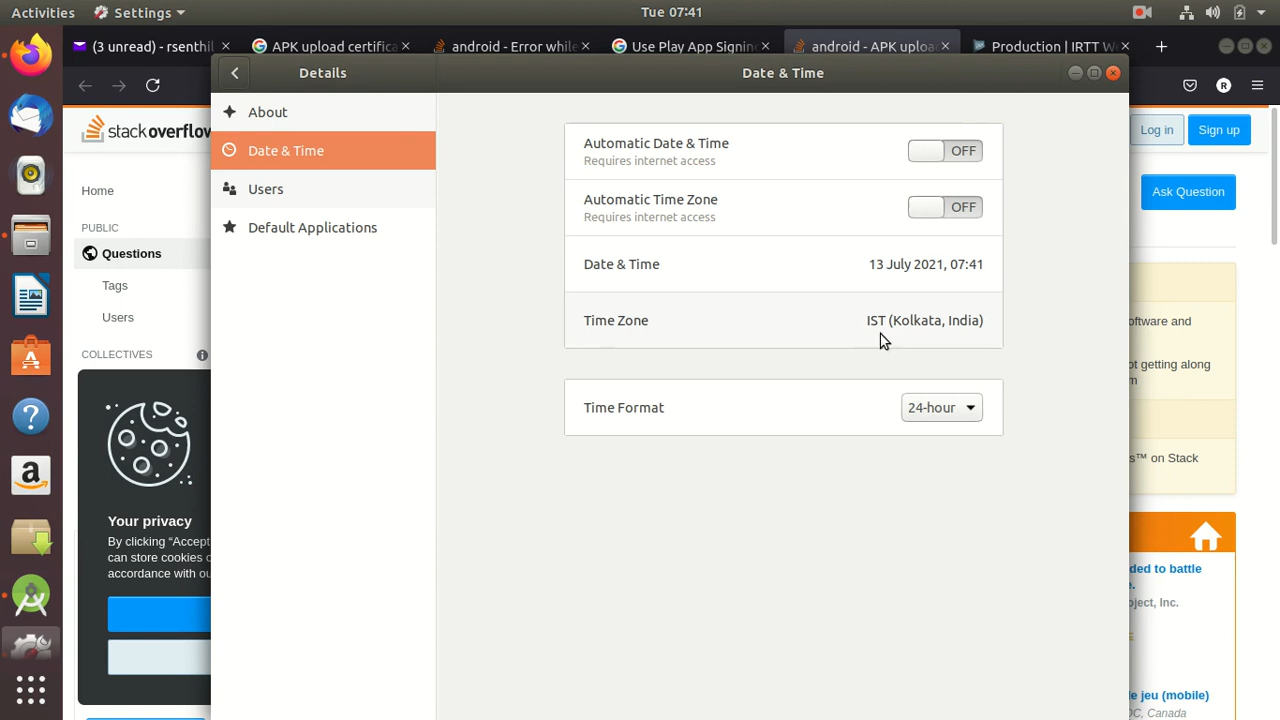 Activities
Settings
Tue 07:41
(3 unread) - rsenthil
APK upload certifica
android - Error while
Use Play App Signin
android - APK uploa
Production | IRTT W
Details
Date & Time
About
Date & Time
Users
Default Applications
Automatic Date & Time
Requires internet access
OFF
Automatic Time Zone
Requires internet access
OFF
Date & Time
13 July 2021, 07:41
Time Zone
IST (Kolkata, India)
Time Format
24-hour
R
stackoverflow
Log in
Sign up
Home
PUBLIC
Questions
Tags
Users
COLLECTIVES
Ask Question
Your privacy
By clicking “Accept
can store cookies o
accordance with ou
oftware and
ot getting along
m
s™ on Stack
ded to battle
e.
oject, Inc.
le jeu (mobile)
OC, Canada